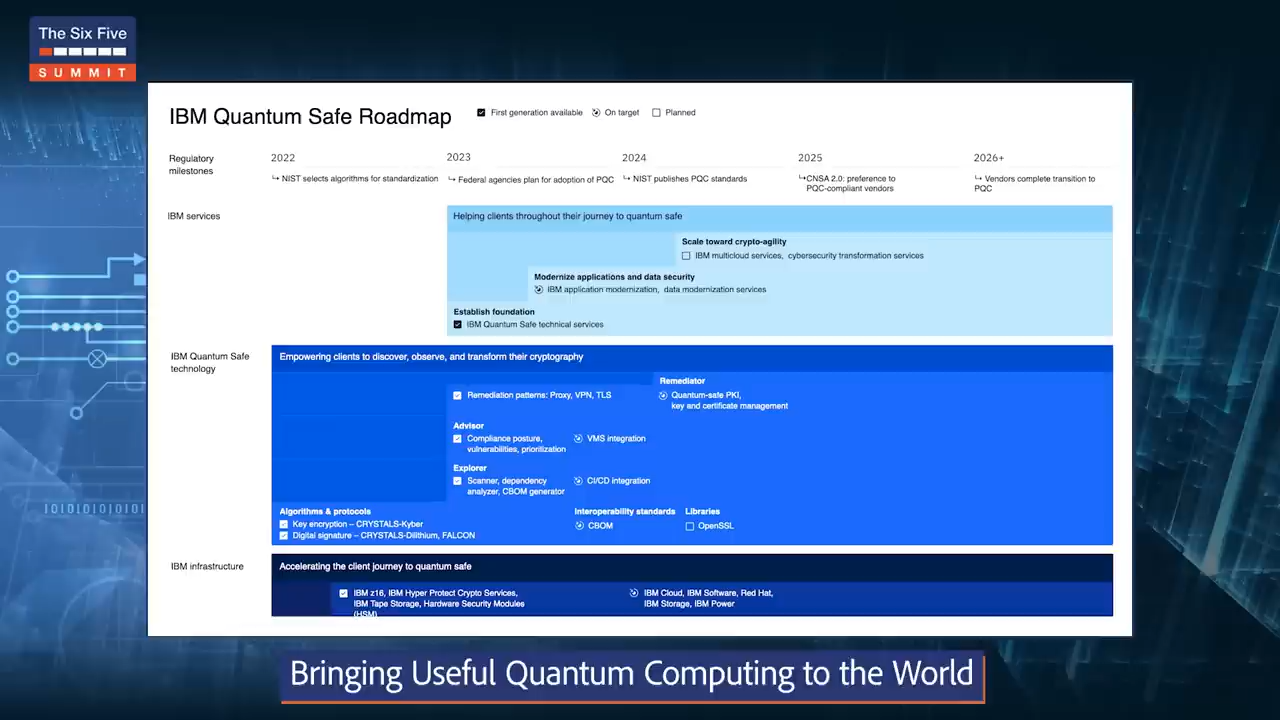 The Six Five
SUMMIT
IBM Quantum Safe Roadmap
First generation available
On target
Planned
Regulatory
milestones
2022
2023
2024
2025
2026+
↳ NIST selects algorithms for standardization
↳ Federal agencies plan for adoption of PQC
↳ NIST publishes PQC standards
↳CNSA 2.0: preference to
PQC-compliant vendors
↳ Vendors complete transition to
PQC
IBM services
Helping clients throughout their journey to quantum safe
Scale toward crypto-agility
IBM multicloud services, cybersecurity transformation services
Modernize applications and data security
IBM application modernization, data modernization services
Establish foundation
IBM Quantum Safe technical services
IBM Quantum Safe
technology
Empowering clients to discover, observe, and transform their cryptography
Remediator
Remediation patterns: Proxy, VPN, TLS
Quantum-safe PKI,
key and certificate management
Advisor
Compliance posture,
vulnerabilities, prioritization
VMS integration
Explorer
Scanner, dependency
analyzer, CBOM generator
CI/CD integration
Algorithms & protocols
Key encryption – CRYSTALS-Kyber
Digital signature – CRYSTALS-Dilithium, FALCON
Interoperability standards
CBOM
Libraries
OpenSSL
IBM infrastructure
Accelerating the client journey to quantum safe
IBM z16, IBM Hyper Protect Crypto Services,
IBM Tape Storage, Hardware Security Modules
(HSM)
IBM Cloud, IBM Software, Red Hat,
IBM Storage, IBM Power
101010101010
Bringing Useful Quantum Computing to the World